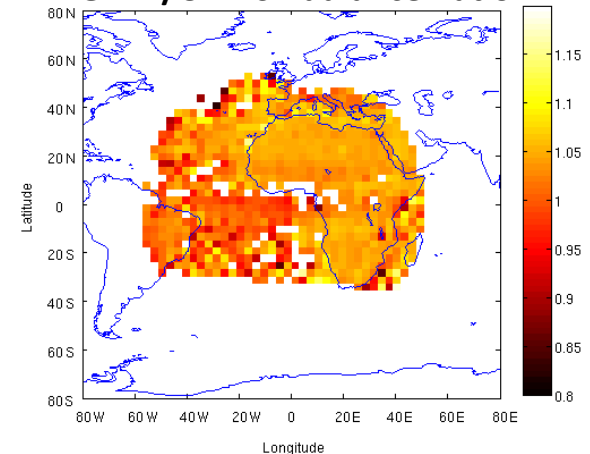 80 N
60 N
40 N
20 N
0
20 S
40 S
60 S
80 S
80 W
60 W
40 W
20 W
0
20 E
40 E
60 E
80 E
Latitude
Longitude
1.15
1.1
1.05
1
0.95
0.9
0.85
0.8